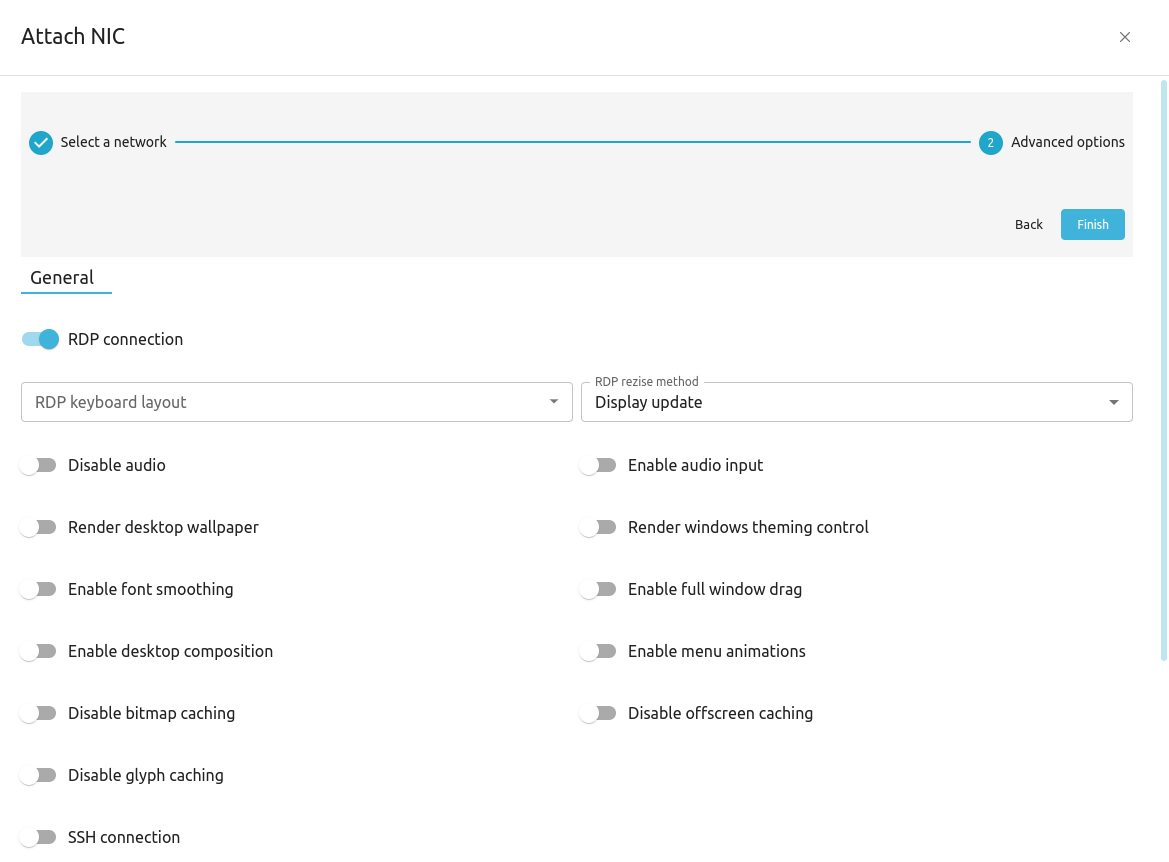 Attach NIC
Select a network
2 Advanced options
Back Finish
General
RDP connection
RDP keyboard layout
RDP rezise method
Display update
Disable audio
Enable audio input
Render desktop wallpaper
Render windows theming control
Enable font smoothing
Enable full window drag
Enable desktop composition
Enable menu animations
Disable bitmap caching
Disable offscreen caching
Disable glyph caching
SSH connection